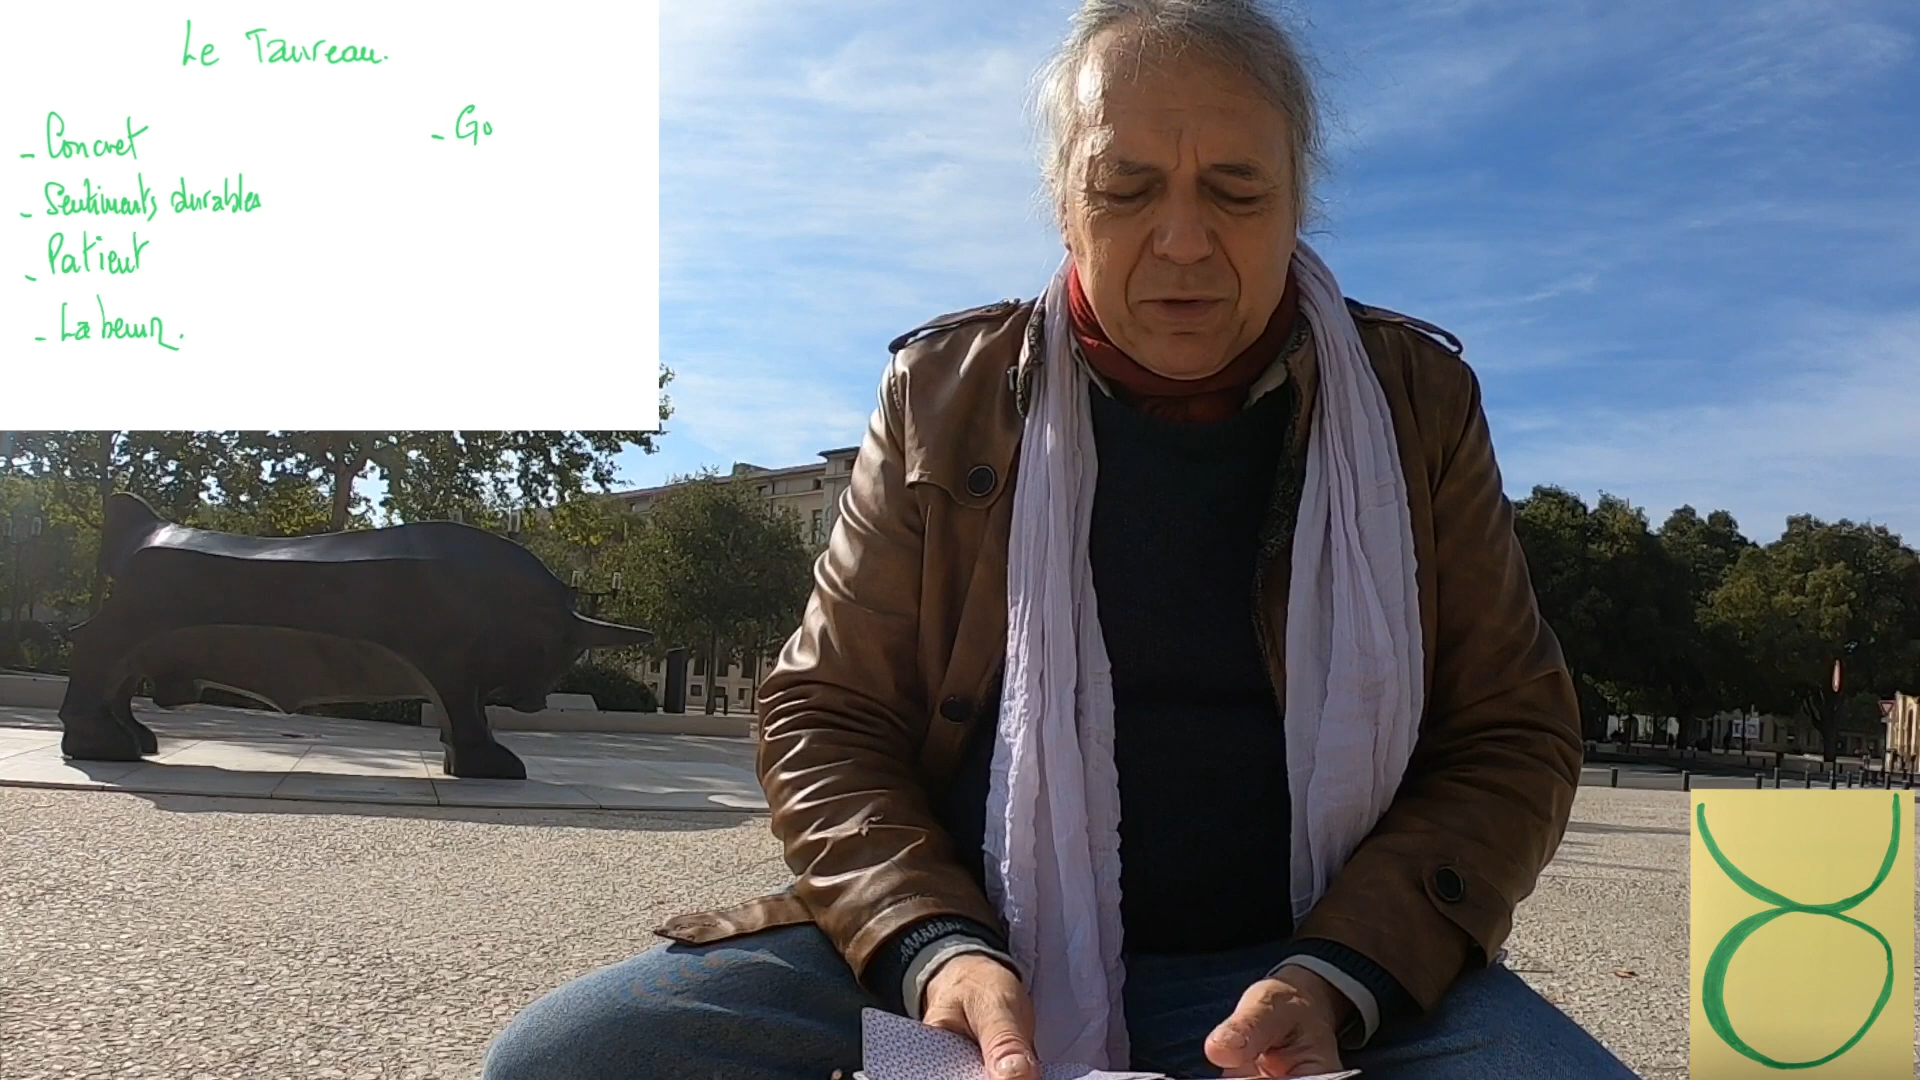 Le Taureau.
- Concret
- Sentiments durables
- Patient
- Labeur.
- Go